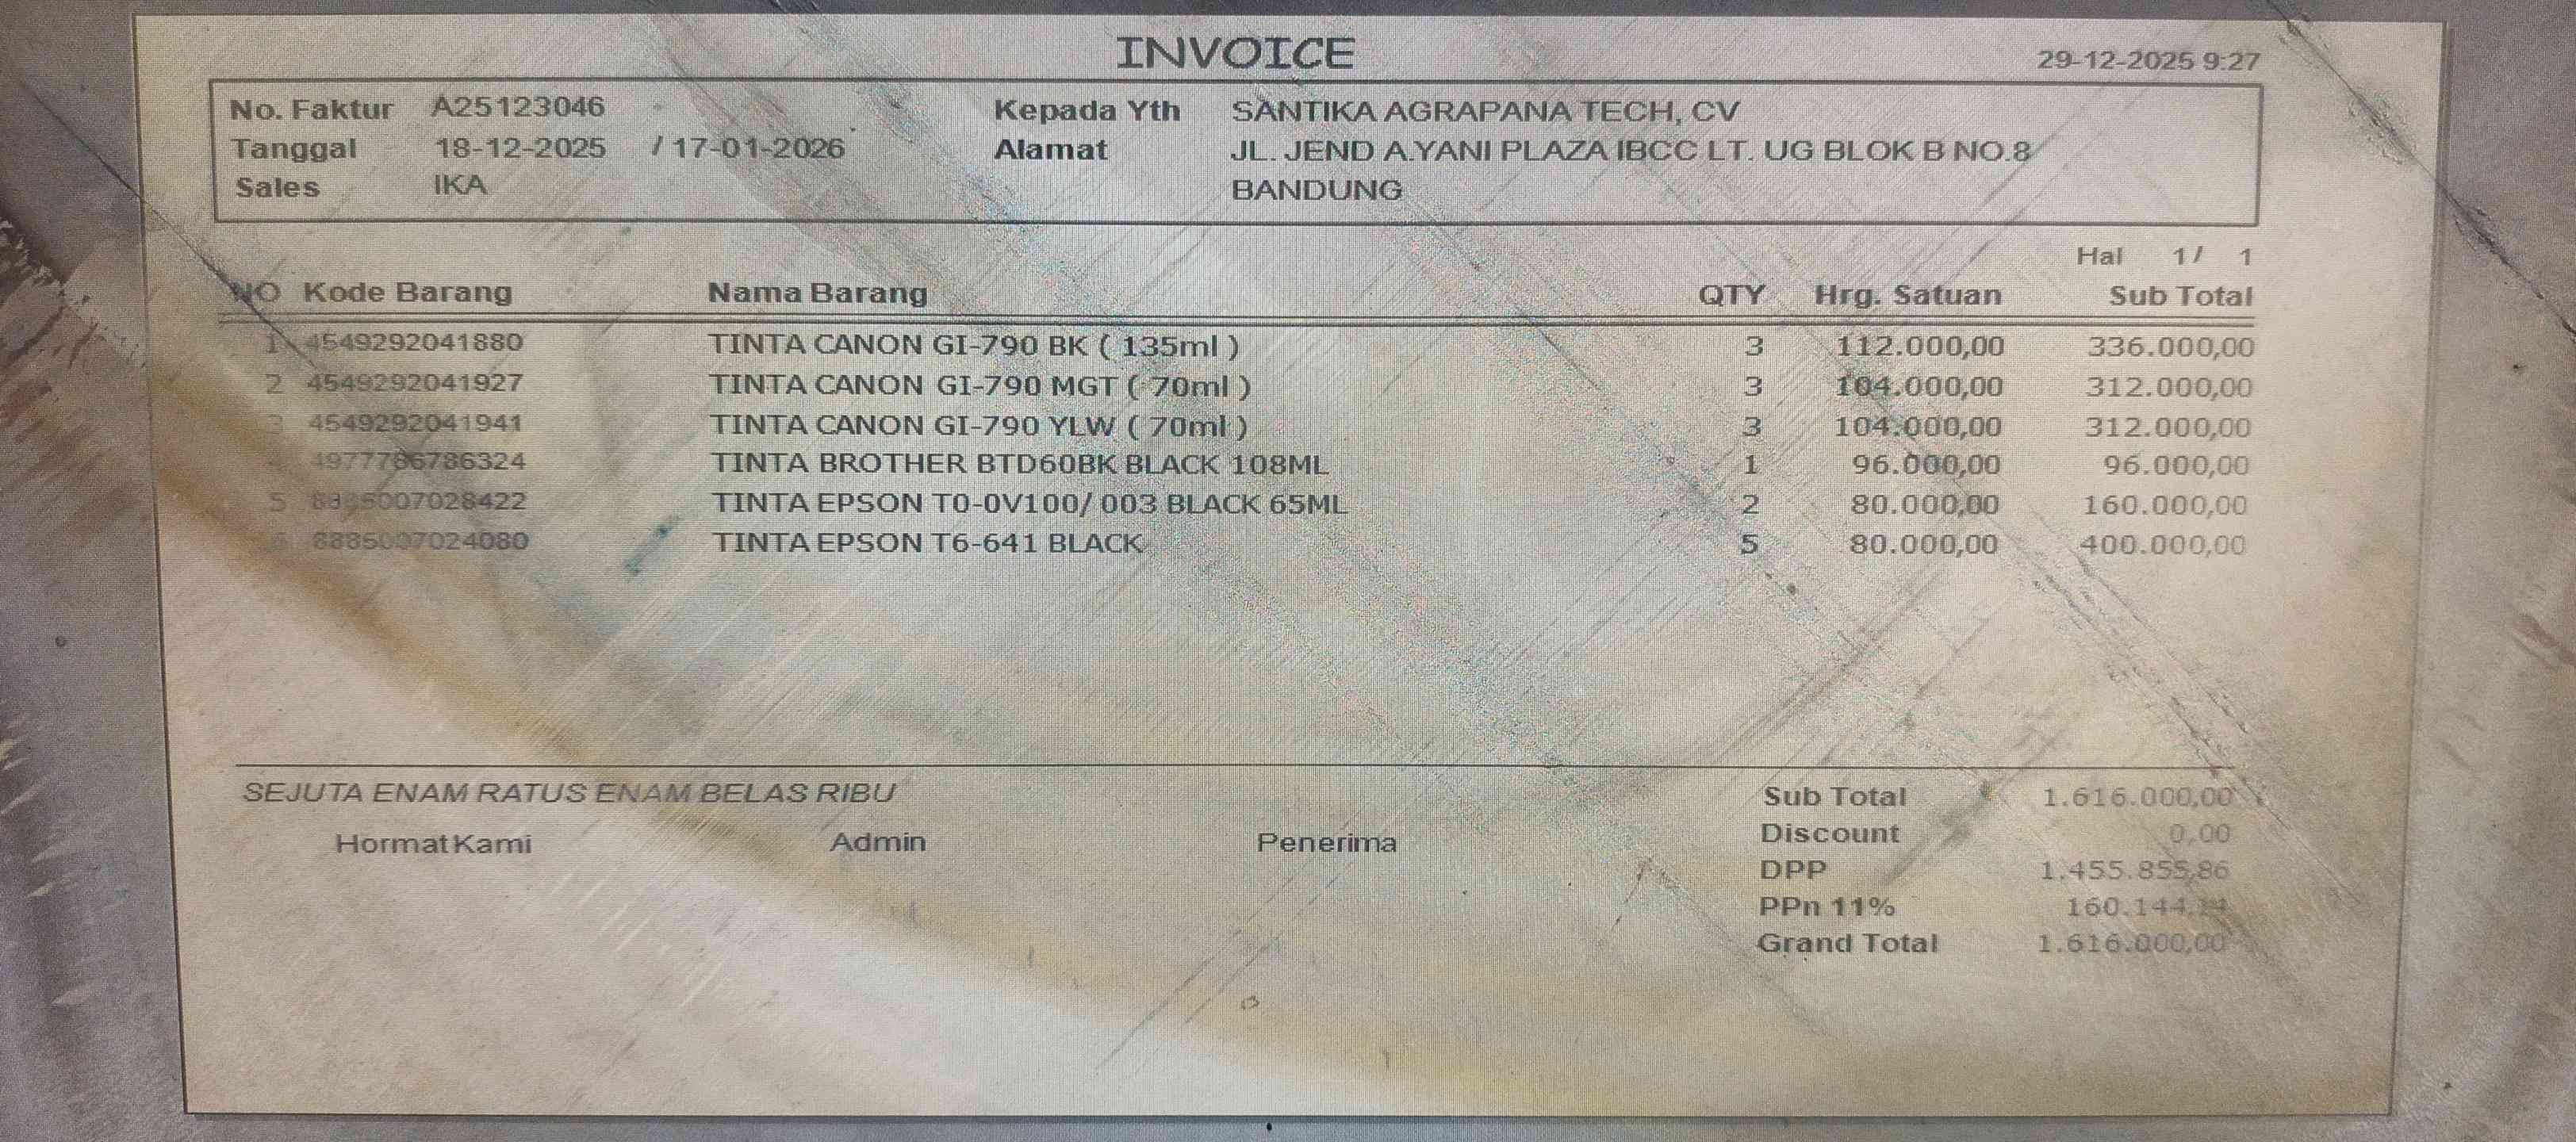 INVOICE
29-12-2025 9:27
No. Faktur A25123046 Kepada Yth SANTIKA AGRAPANA TECH, CV
Tanggal 18-12-2025 / 17-01-2026 Alamat JL. JEND A.YANI PLAZA IBCC LT. UG BLOK B NO.8
Sales IKA BANDUNG
Hal 1/ 1
NO Kode Barang Nama Barang QTY Hrg. Satuan Sub Total
1 4549292041880 TINTA CANON GI-790 BK ( 135ml ) 3 112.000,00 336.000,00
2 4549292041927 TINTA CANON GI-790 MGT ( 70ml ) 3 104.000,00 312.000,00
3 4549292041941 TINTA CANON GI-790 YLW ( 70ml ) 3 104.000,00 312.000,00
4977786786324 TINTA BROTHER BTD60BK BLACK 108ML 1 96.000,00 96.000,00
5 TINTA EPSON T0-0V100/ 003 BLACK 65ML 2 80.000,00 160.000,00
8885007024080 TINTA EPSON T6-641 BLACK 5 80.000,00 400.000,00
SEJUTA ENAM RATUS ENAM BELAS RIBU
Hormat Kami Admin Penerima
Sub Total 1.616.000,00
Discount 0,00
DPP 1.455.855,86
PPn 11% 160.144,14
Grand Total 1.616.000,00